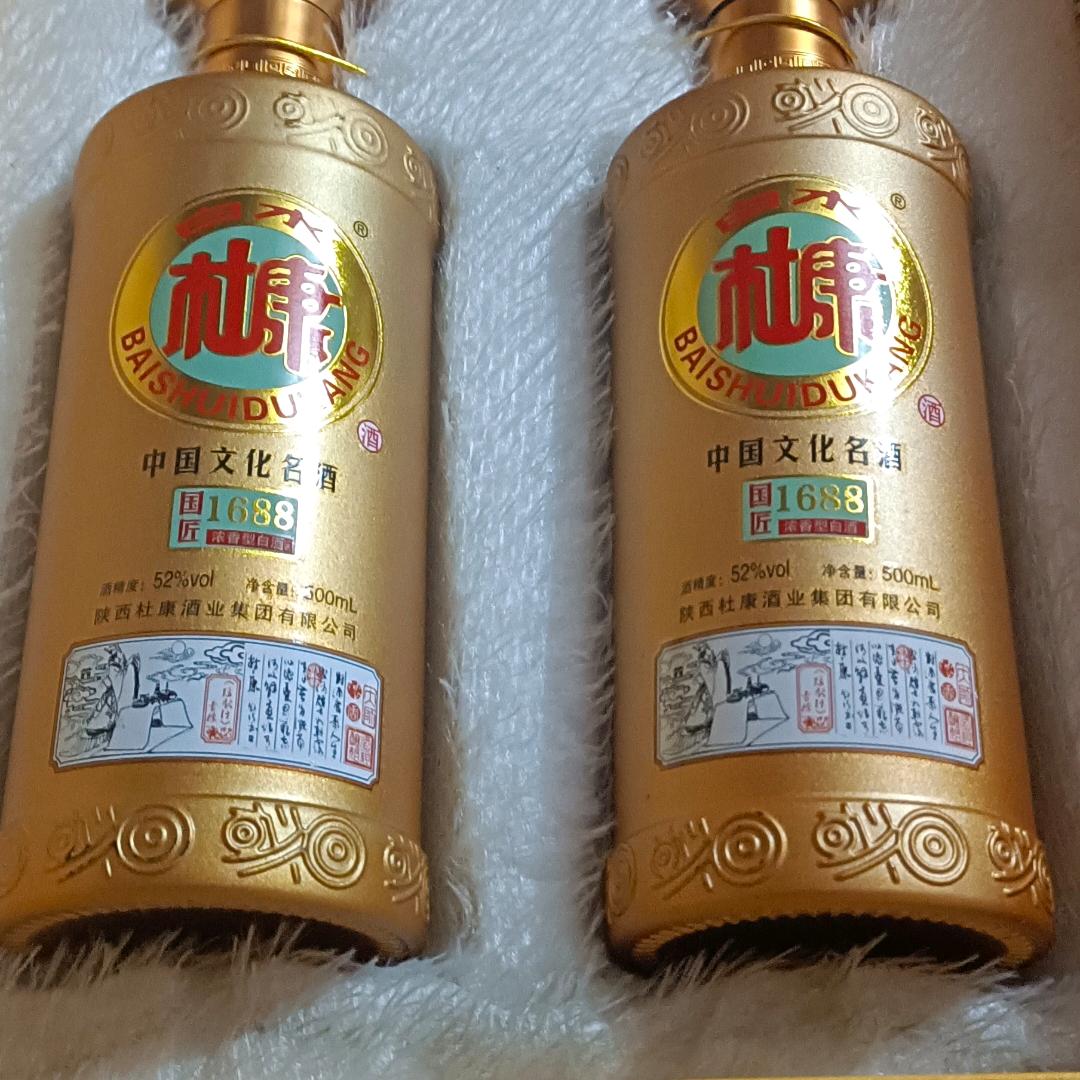 白水
®
杜康
BAISHUIDUKANG
酒
中国文化名酒
国匠
1688
浓香型白酒
酒精度：52%vol 净含量：500mL
陕西杜康酒业集团有限公司
白水
®
杜康
BAISHUIDUKANG
酒
中国文化名酒
国匠
1688
浓香型白酒
酒精度：52%vol 净含量：500mL
陕西杜康酒业集团有限公司